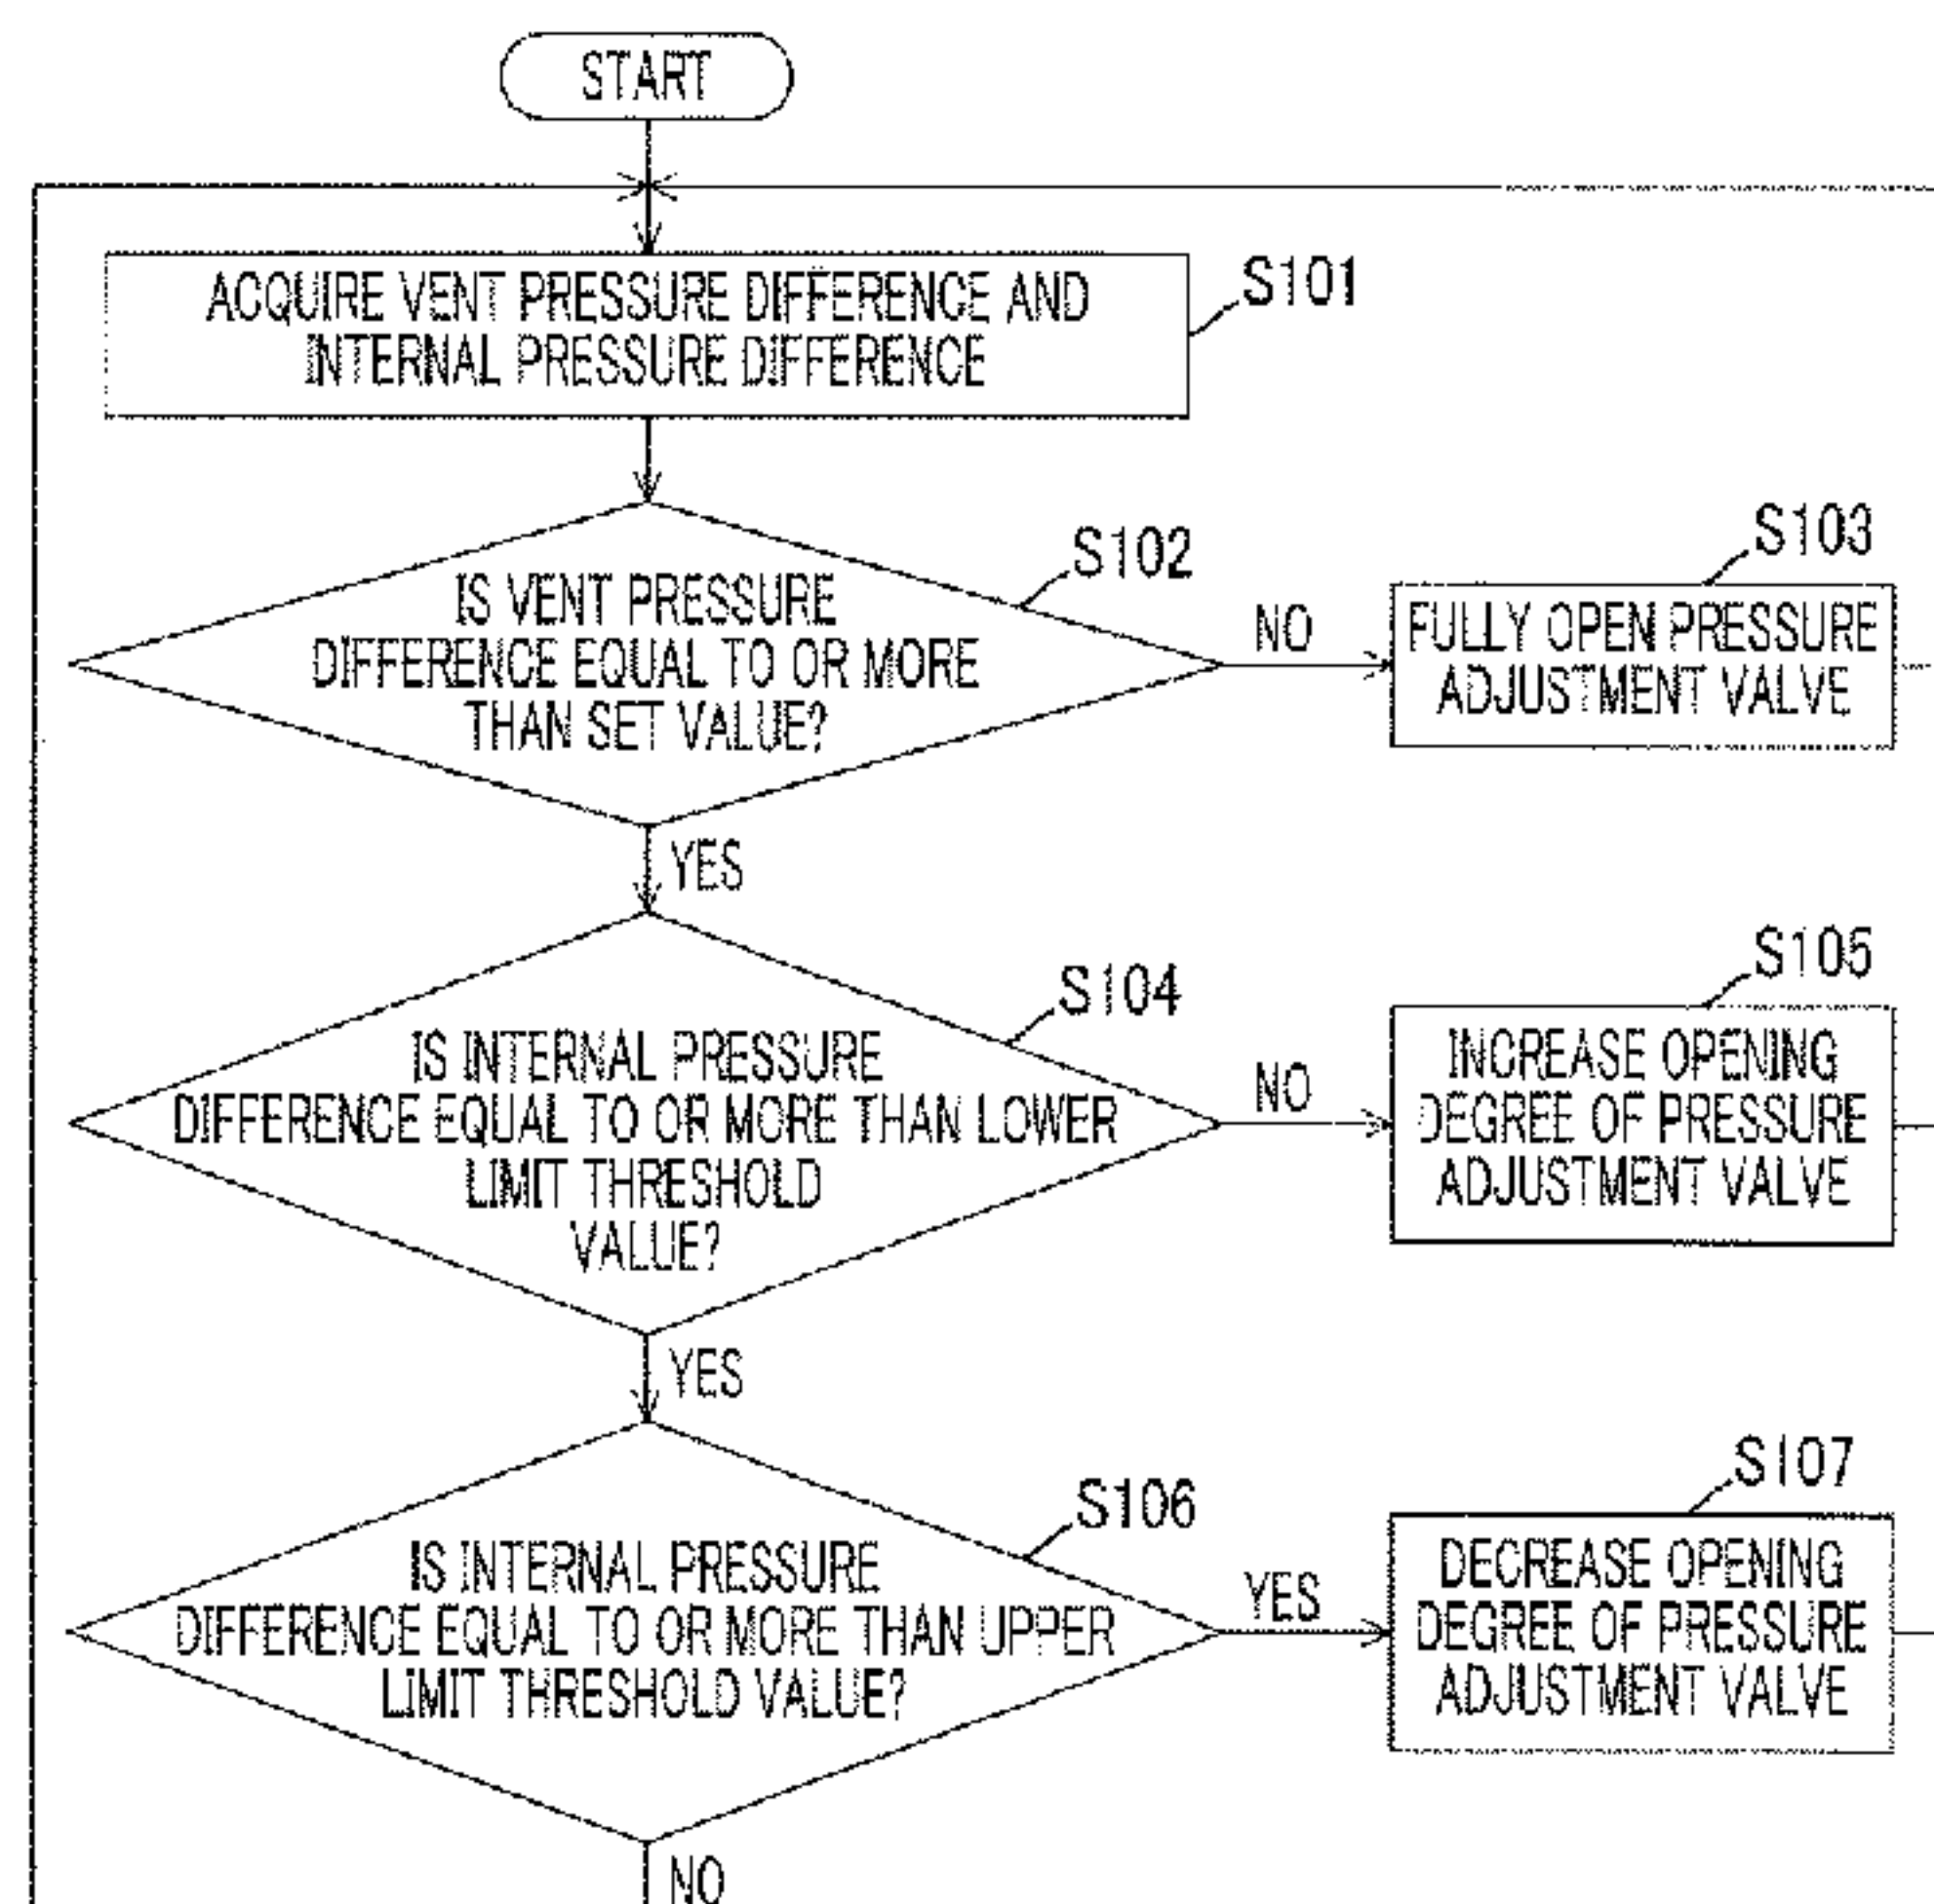 START
ACQUIRE VENT PRESSURE DIFFERENCE AND
INTERNAL PRESSURE DIFFERENCE
S101
IS VENT PRESSURE
DIFFERENCE EQUAL TO OR MORE
THAN SET VALUE?
S102
NO
S103
FULLY OPEN PRESSURE
ADJUSTMENT VALVE
YES
IS INTERNAL PRESSURE
DIFFERENCE EQUAL TO OR MORE THAN LOWER
LIMIT THRESHOLD
VALUE?
S104
NO
S105
INCREASE OPENING
DEGREE OF PRESSURE
ADJUSTMENT VALVE
YES
IS INTERNAL PRESSURE
DIFFERENCE EQUAL TO OR MORE THAN UPPER
LIMIT THRESHOLD VALUE?
S106
YES
S107
DECREASE OPENING
DEGREE OF PRESSURE
ADJUSTMENT VALVE
NO